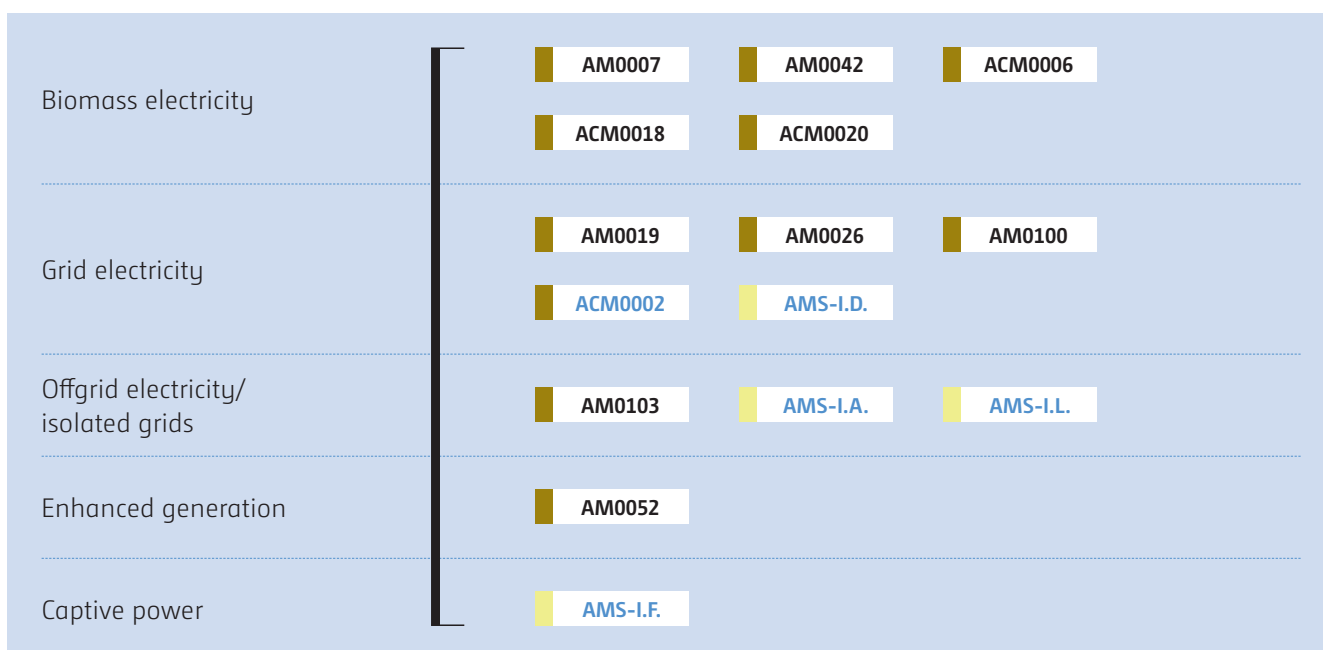 Biomass electricity
AM0007 AM0042 ACM0006
ACM0018 ACM0020
Grid electricity
AM0019 AM0026 AM0100
ACM0002 AMS-I.D.
Offgrid electricity/
isolated grids
AM0103 AMS-I.A. AMS-I.L.
Enhanced generation
AM0052
Captive power
AMS-I.F.